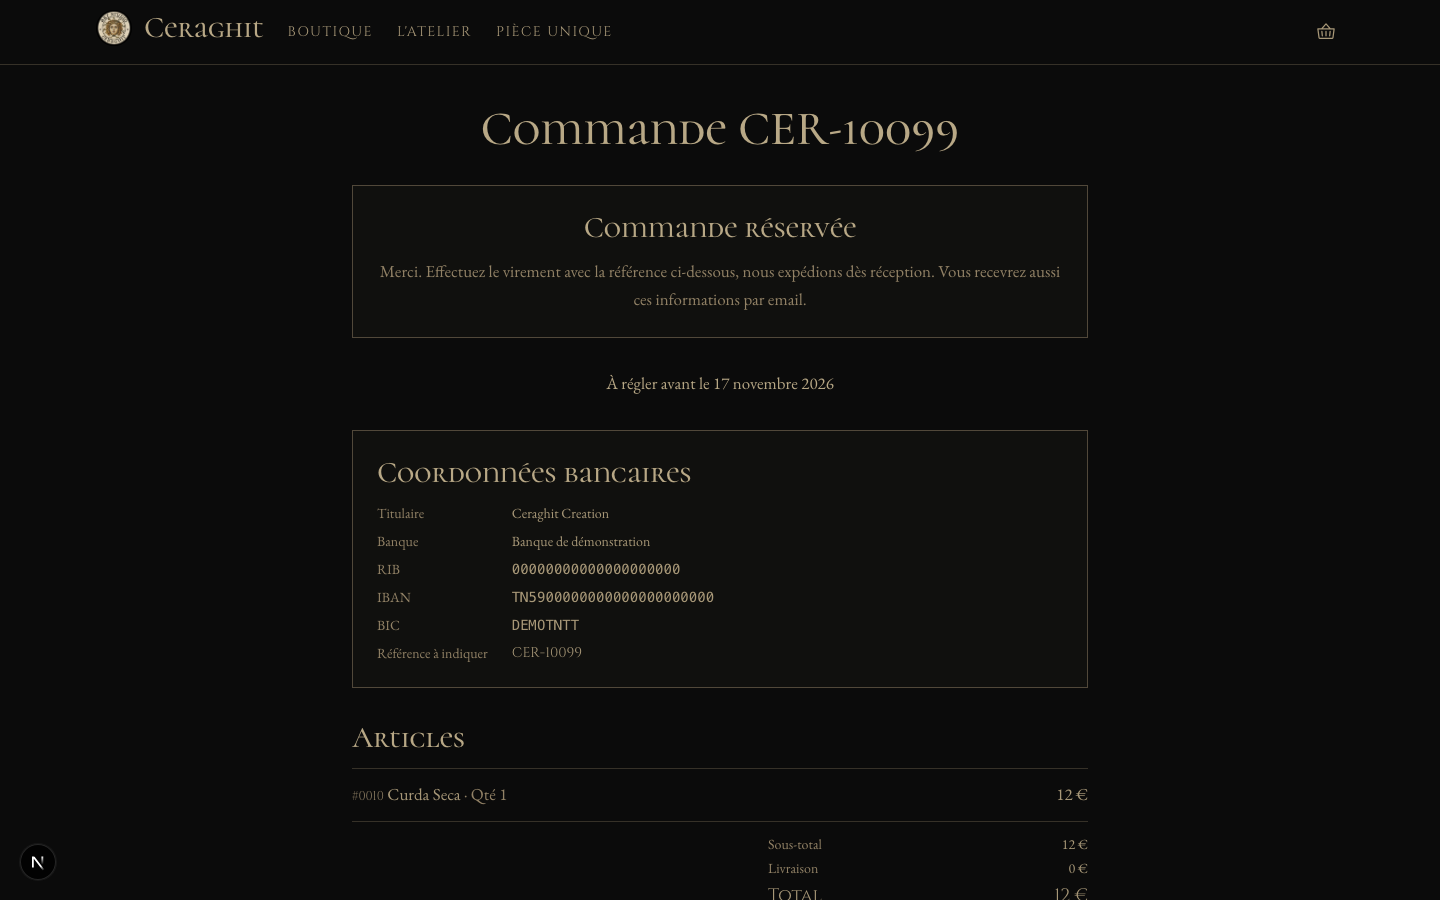 Ceraghit BOUTIQUE L'ATELIER PIÈCE UNIQUE
Commande CER-10099
Commande réservée
Merci. Effectuez le virement avec la référence ci-dessous, nous expédions dès réception. Vous recevrez aussi
ces informations par email.
À régler avant le 17 novembre 2026
Coordonnées bancaires
Titulaire Ceraghit Creation
Banque Banque de démonstration
RIB 00000000000000000000
IBAN TN5900000000000000000000
BIC DEMOTNTT
Référence à indiquer CER-10099
Articles
#0010 Curda Seca · Qté 1 12 €
Sous-total 12 €
Livraison 0 €
Total 12 €
N